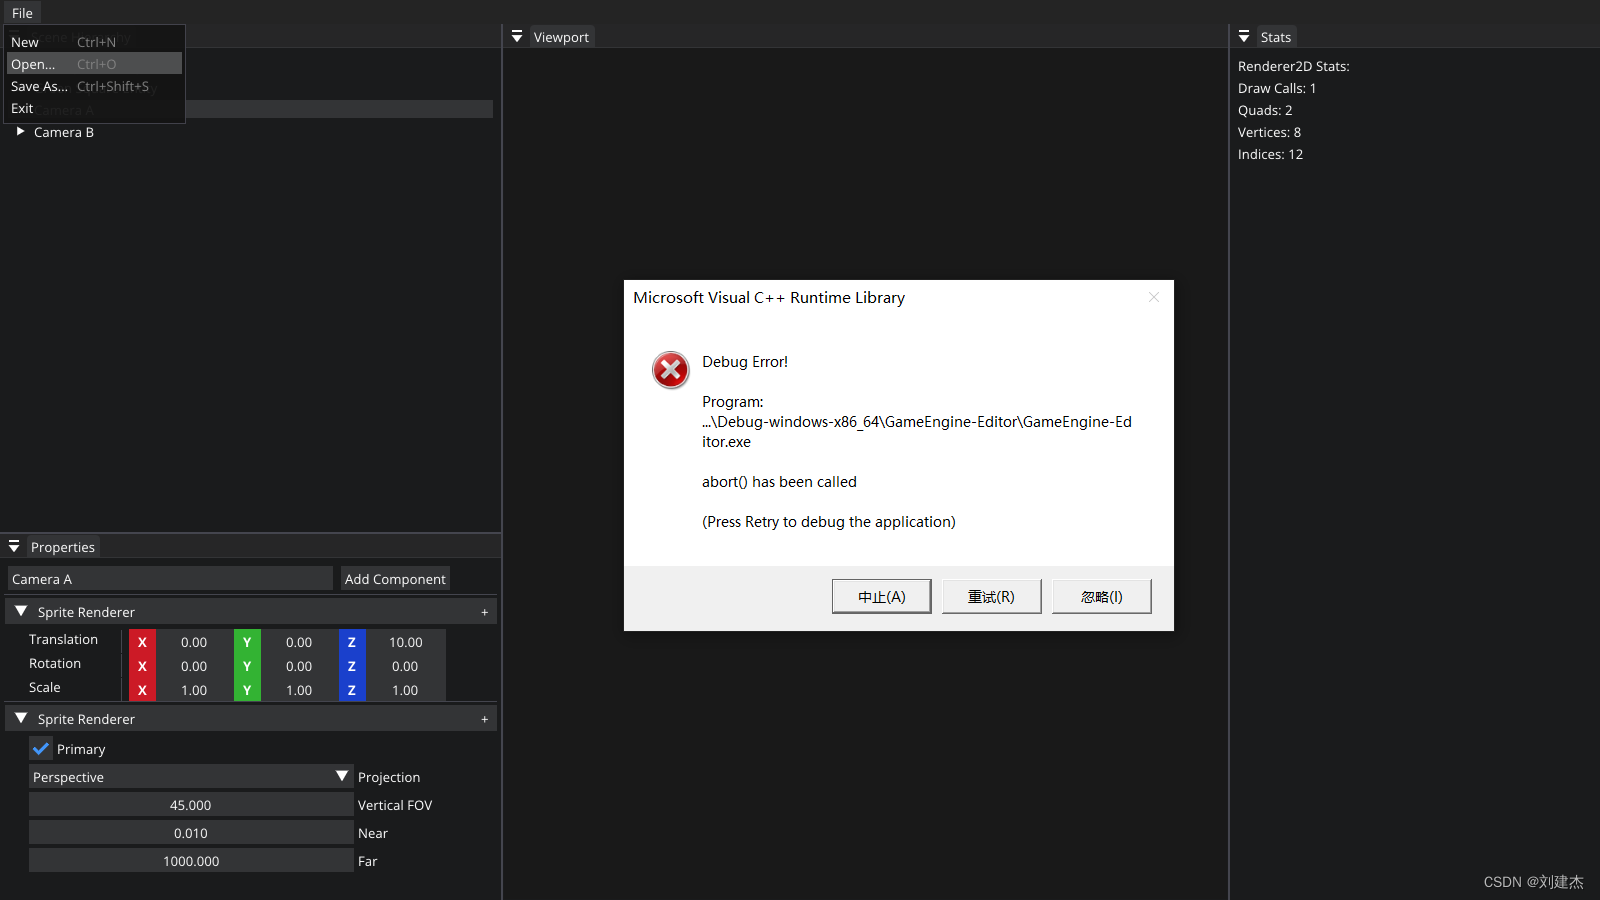 File
New Ctrl+N
Open... Ctrl+O
Save As... Ctrl+Shift+S
Exit
Camera A
Camera B
Viewport
Stats
Renderer2D Stats:
Draw Calls: 1
Quads: 2
Vertices: 8
Indices: 12
Microsoft Visual C++ Runtime Library
Debug Error!
Program:
...\Debug-windows-x86_64\GameEngine-Editor\GameEngine-Ed
itor.exe
abort() has been called
(Press Retry to debug the application)
中止(A) 重试(R) 忽略(I)
Properties
Camera A Add Component
Sprite Renderer +
Translation X 0.00 Y 0.00 Z 10.00
Rotation X 0.00 Y 0.00 Z 0.00
Scale X 1.00 Y 1.00 Z 1.00
Sprite Renderer +
Primary
Perspective Projection
45.000 Vertical FOV
0.010 Near
1000.000 Far
CSDN @刘建杰